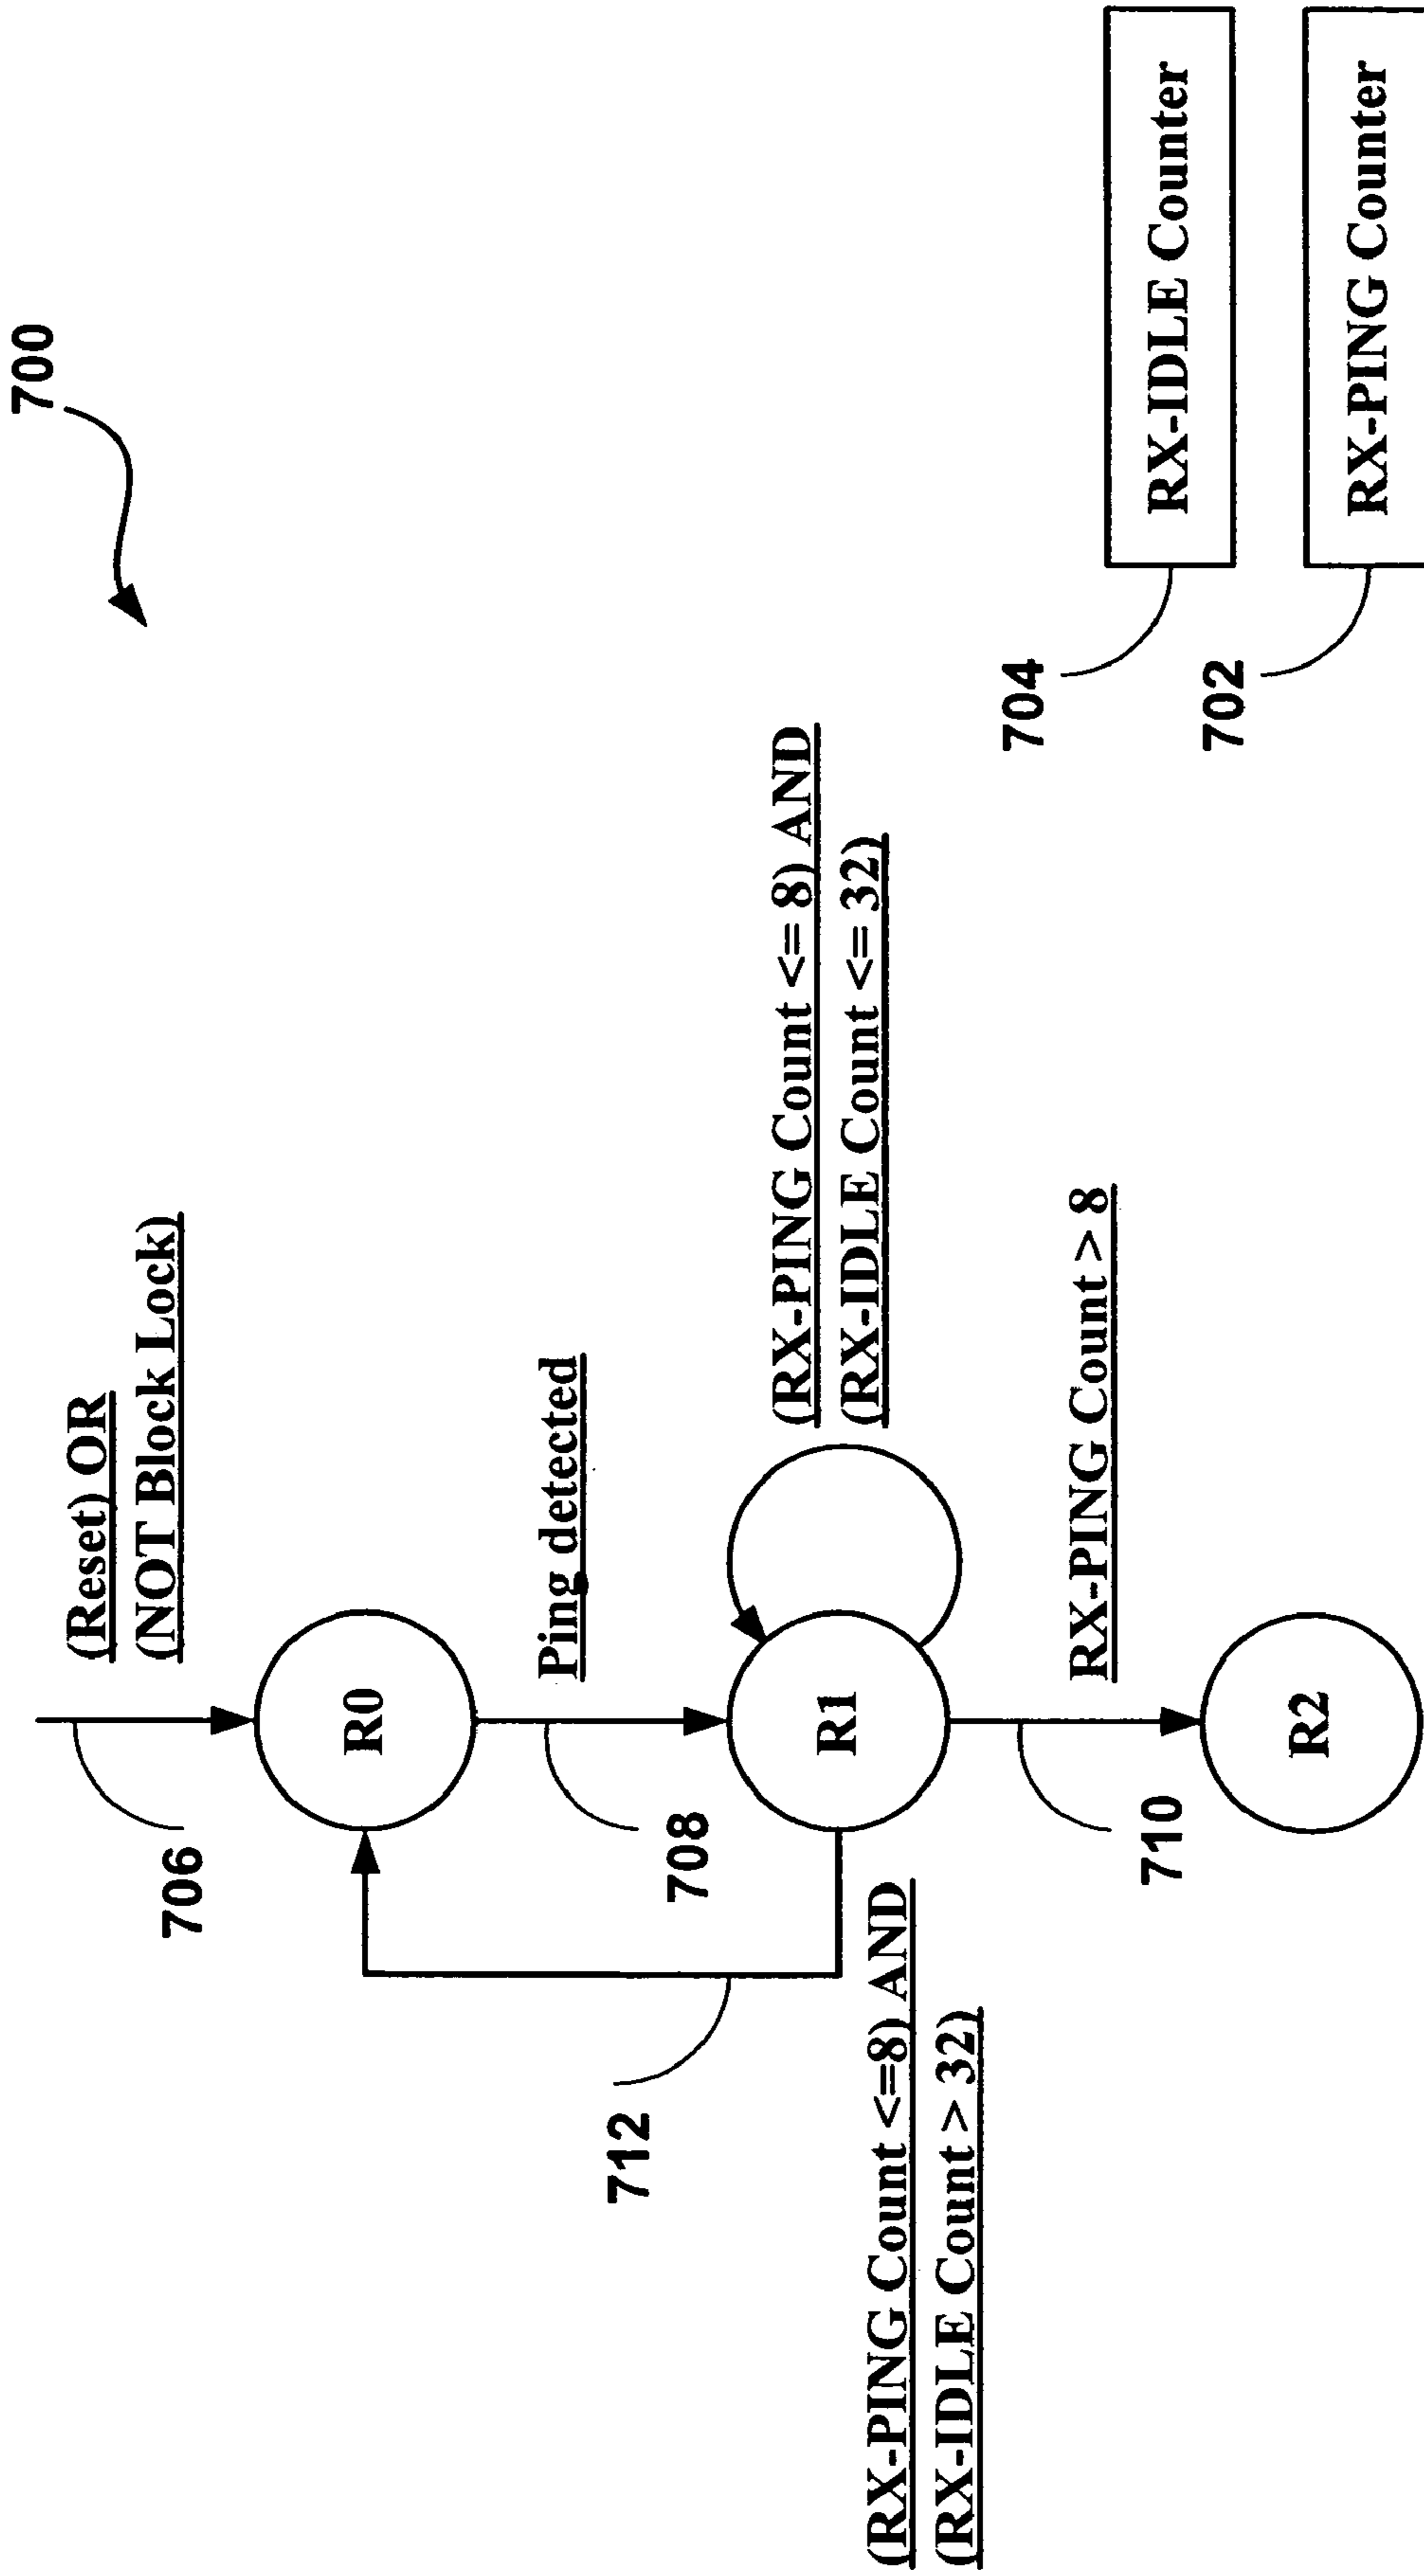 700
(Reset) OR
(NOT Block Lock)
706
R0
Ping detected
708
712
R1
(RX-PING Count <= 8) AND
(RX-IDLE Count <= 32)
(RX-PING Count <=8) AND
(RX-IDLE Count > 32)
RX-PING Count > 8
710
R2
704
RX-IDLE Counter
702
RX-PING Counter